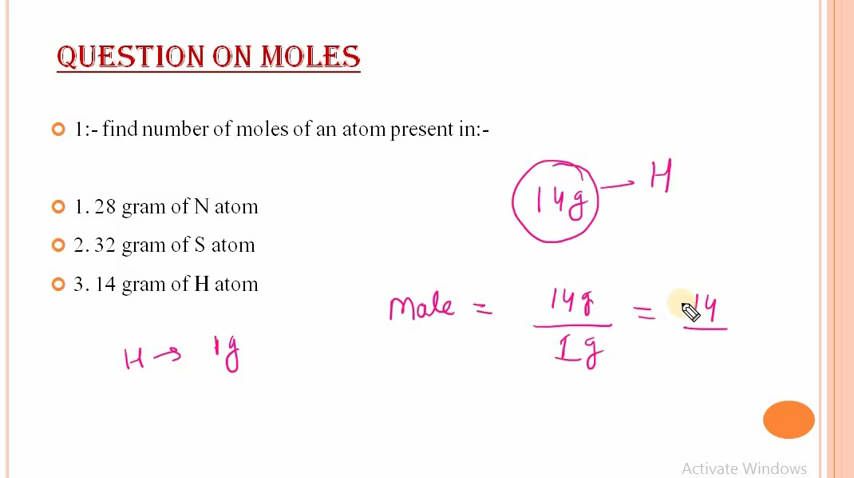 QUESTION ON MOLES
1:- find number of moles of an atom present in:-
14g → H
1. 28 gram of N atom
2. 32 gram of S atom
3. 14 gram of H atom
Mole = 14g / 1g = 14
H → 1g
Activate Windows